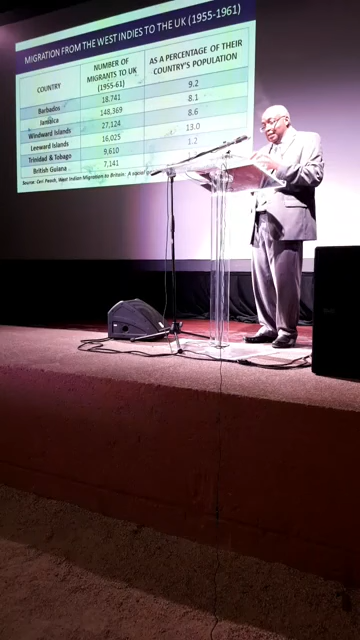 MIGRATION FROM THE WEST INDIES TO THE UK (1955-1961)
COUNTRY NUMBER OF MIGRANTS TO UK (1955-61) AS A PERCENTAGE OF THEIR COUNTRY'S POPULATION
Barbados 18,741 9.2
Jamaica 148,369 8.1
Windward Islands 27,124 8.6
Leeward Islands 16,025 13.0
Trinidad & Tobago 9,610 1.2
British Guiana 7,141
Source: Ceri Peach, West Indian Migration to Britain: A social